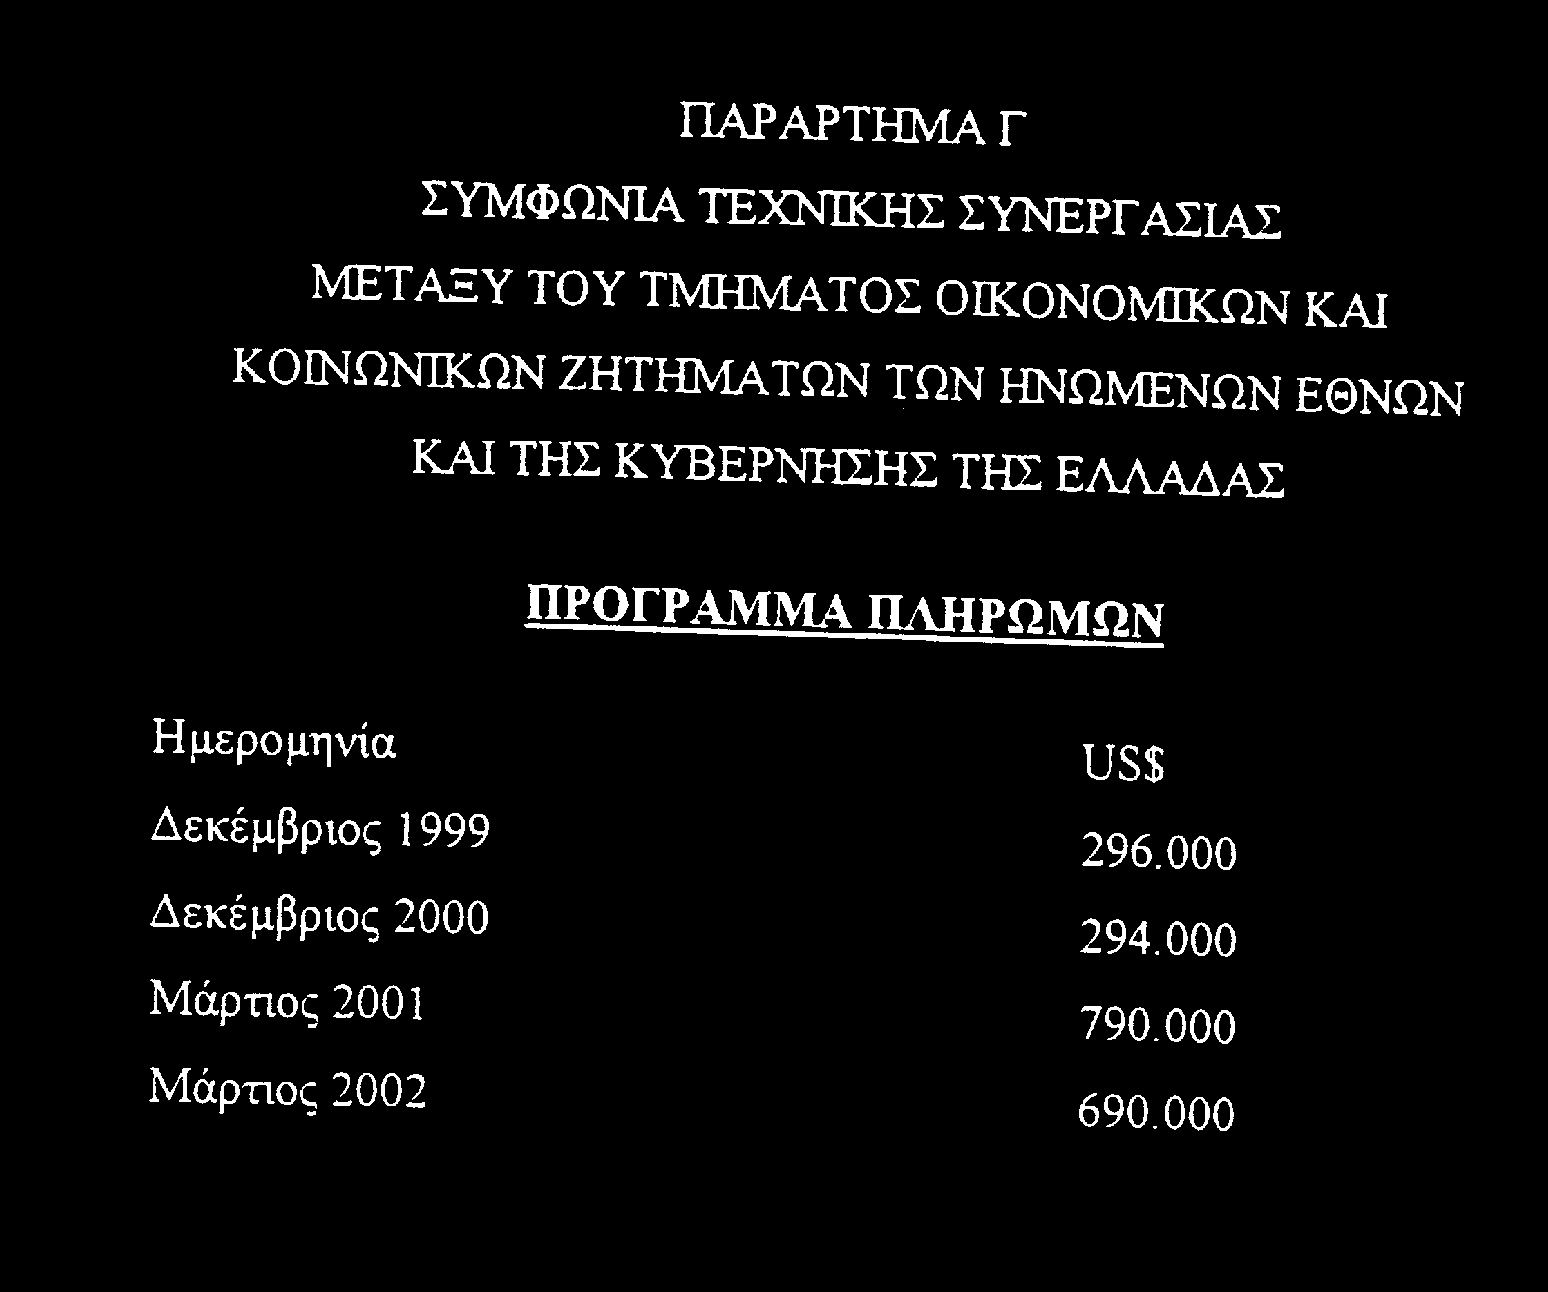 ΠΑΡΑΡΤΗΜΑ Γ
ΣΥΜΦΩΝΙΑ ΤΕΧΝΙΚΗΣ ΣΥΝΕΡΓΑΣΙΑΣ
ΜΕΤΑΞΥ ΤΟΥ ΤΜΗΜΑΤΟΣ ΟΙΚΟΝΟΜΙΚΩΝ ΚΑΙ
ΚΟΙΝΩΝΙΚΩΝ ΖΗΤΗΜΑΤΩΝ ΤΩΝ ΗΝΩΜΕΝΩΝ ΕΘΝΩΝ
ΚΑΙ ΤΗΣ ΚΥΒΕΡΝΗΣΗΣ ΤΗΣ ΕΛΛΑΔΑΣ
ΠΡΟΓΡΑΜΜΑ ΠΛΗΡΩΜΩΝ
Ημερομηνία US$
Δεκέμβριος 1999 296.000
Δεκέμβριος 2000 294.000
Μάρτιος 2001 790.000
Μάρτιος 2002 690.000